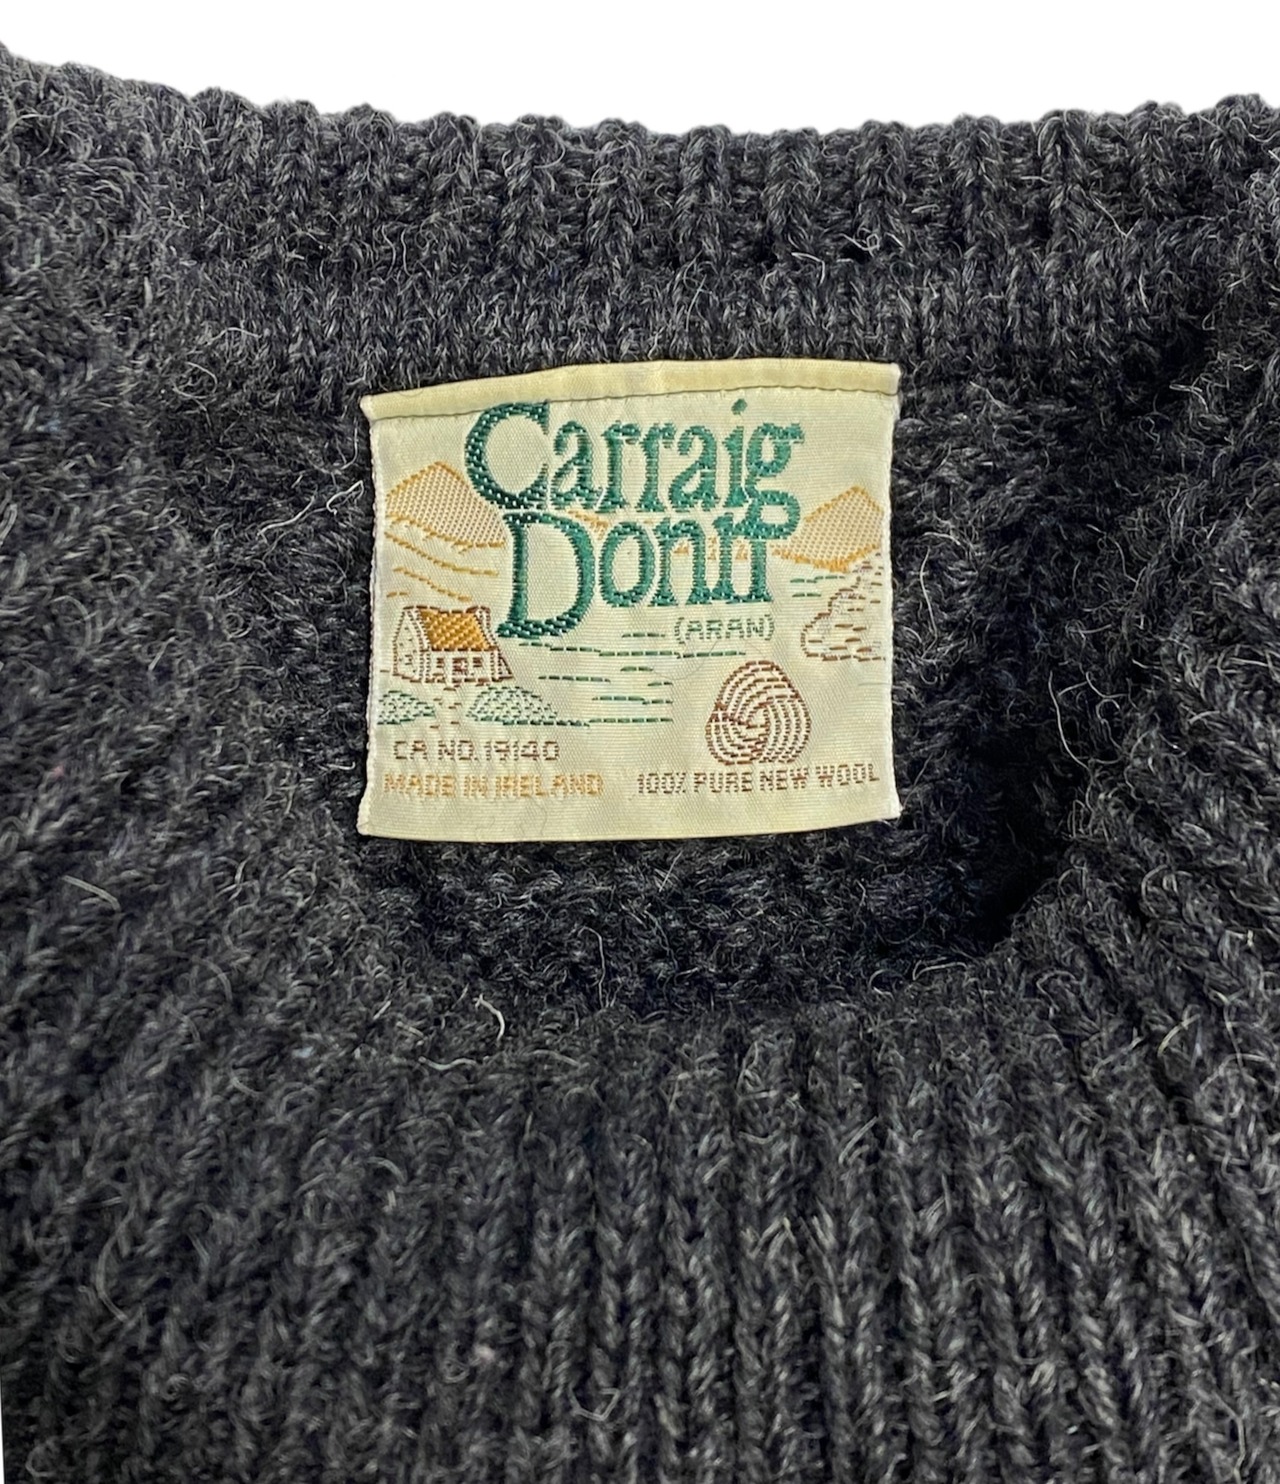 Carraig
Donn
(ARAN)
CA NO. 19140
MADE IN IRELAND
100% PURE NEW WOOL